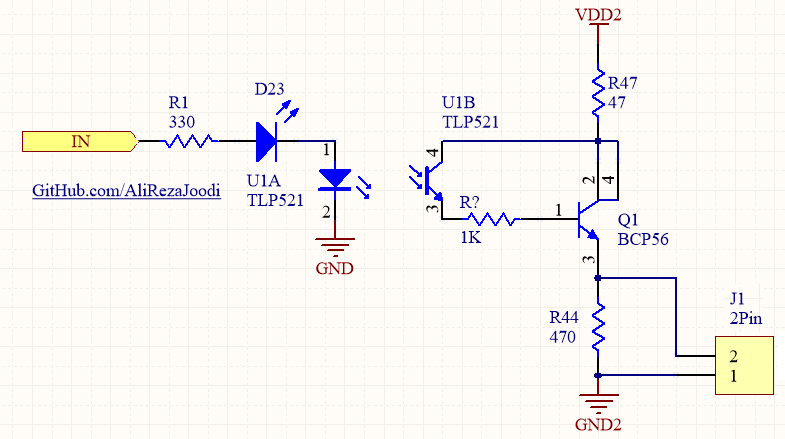 VDD2
R47
47
D23
R1
330
IN
U1A
TLP521
1
2
GND
GitHub.com/AliRezaJoodi
U1B
TLP521
4
3
R?
1K
1
2
4
Q1
BCP56
3
R44
470
J1
2Pin
2
1
GND2